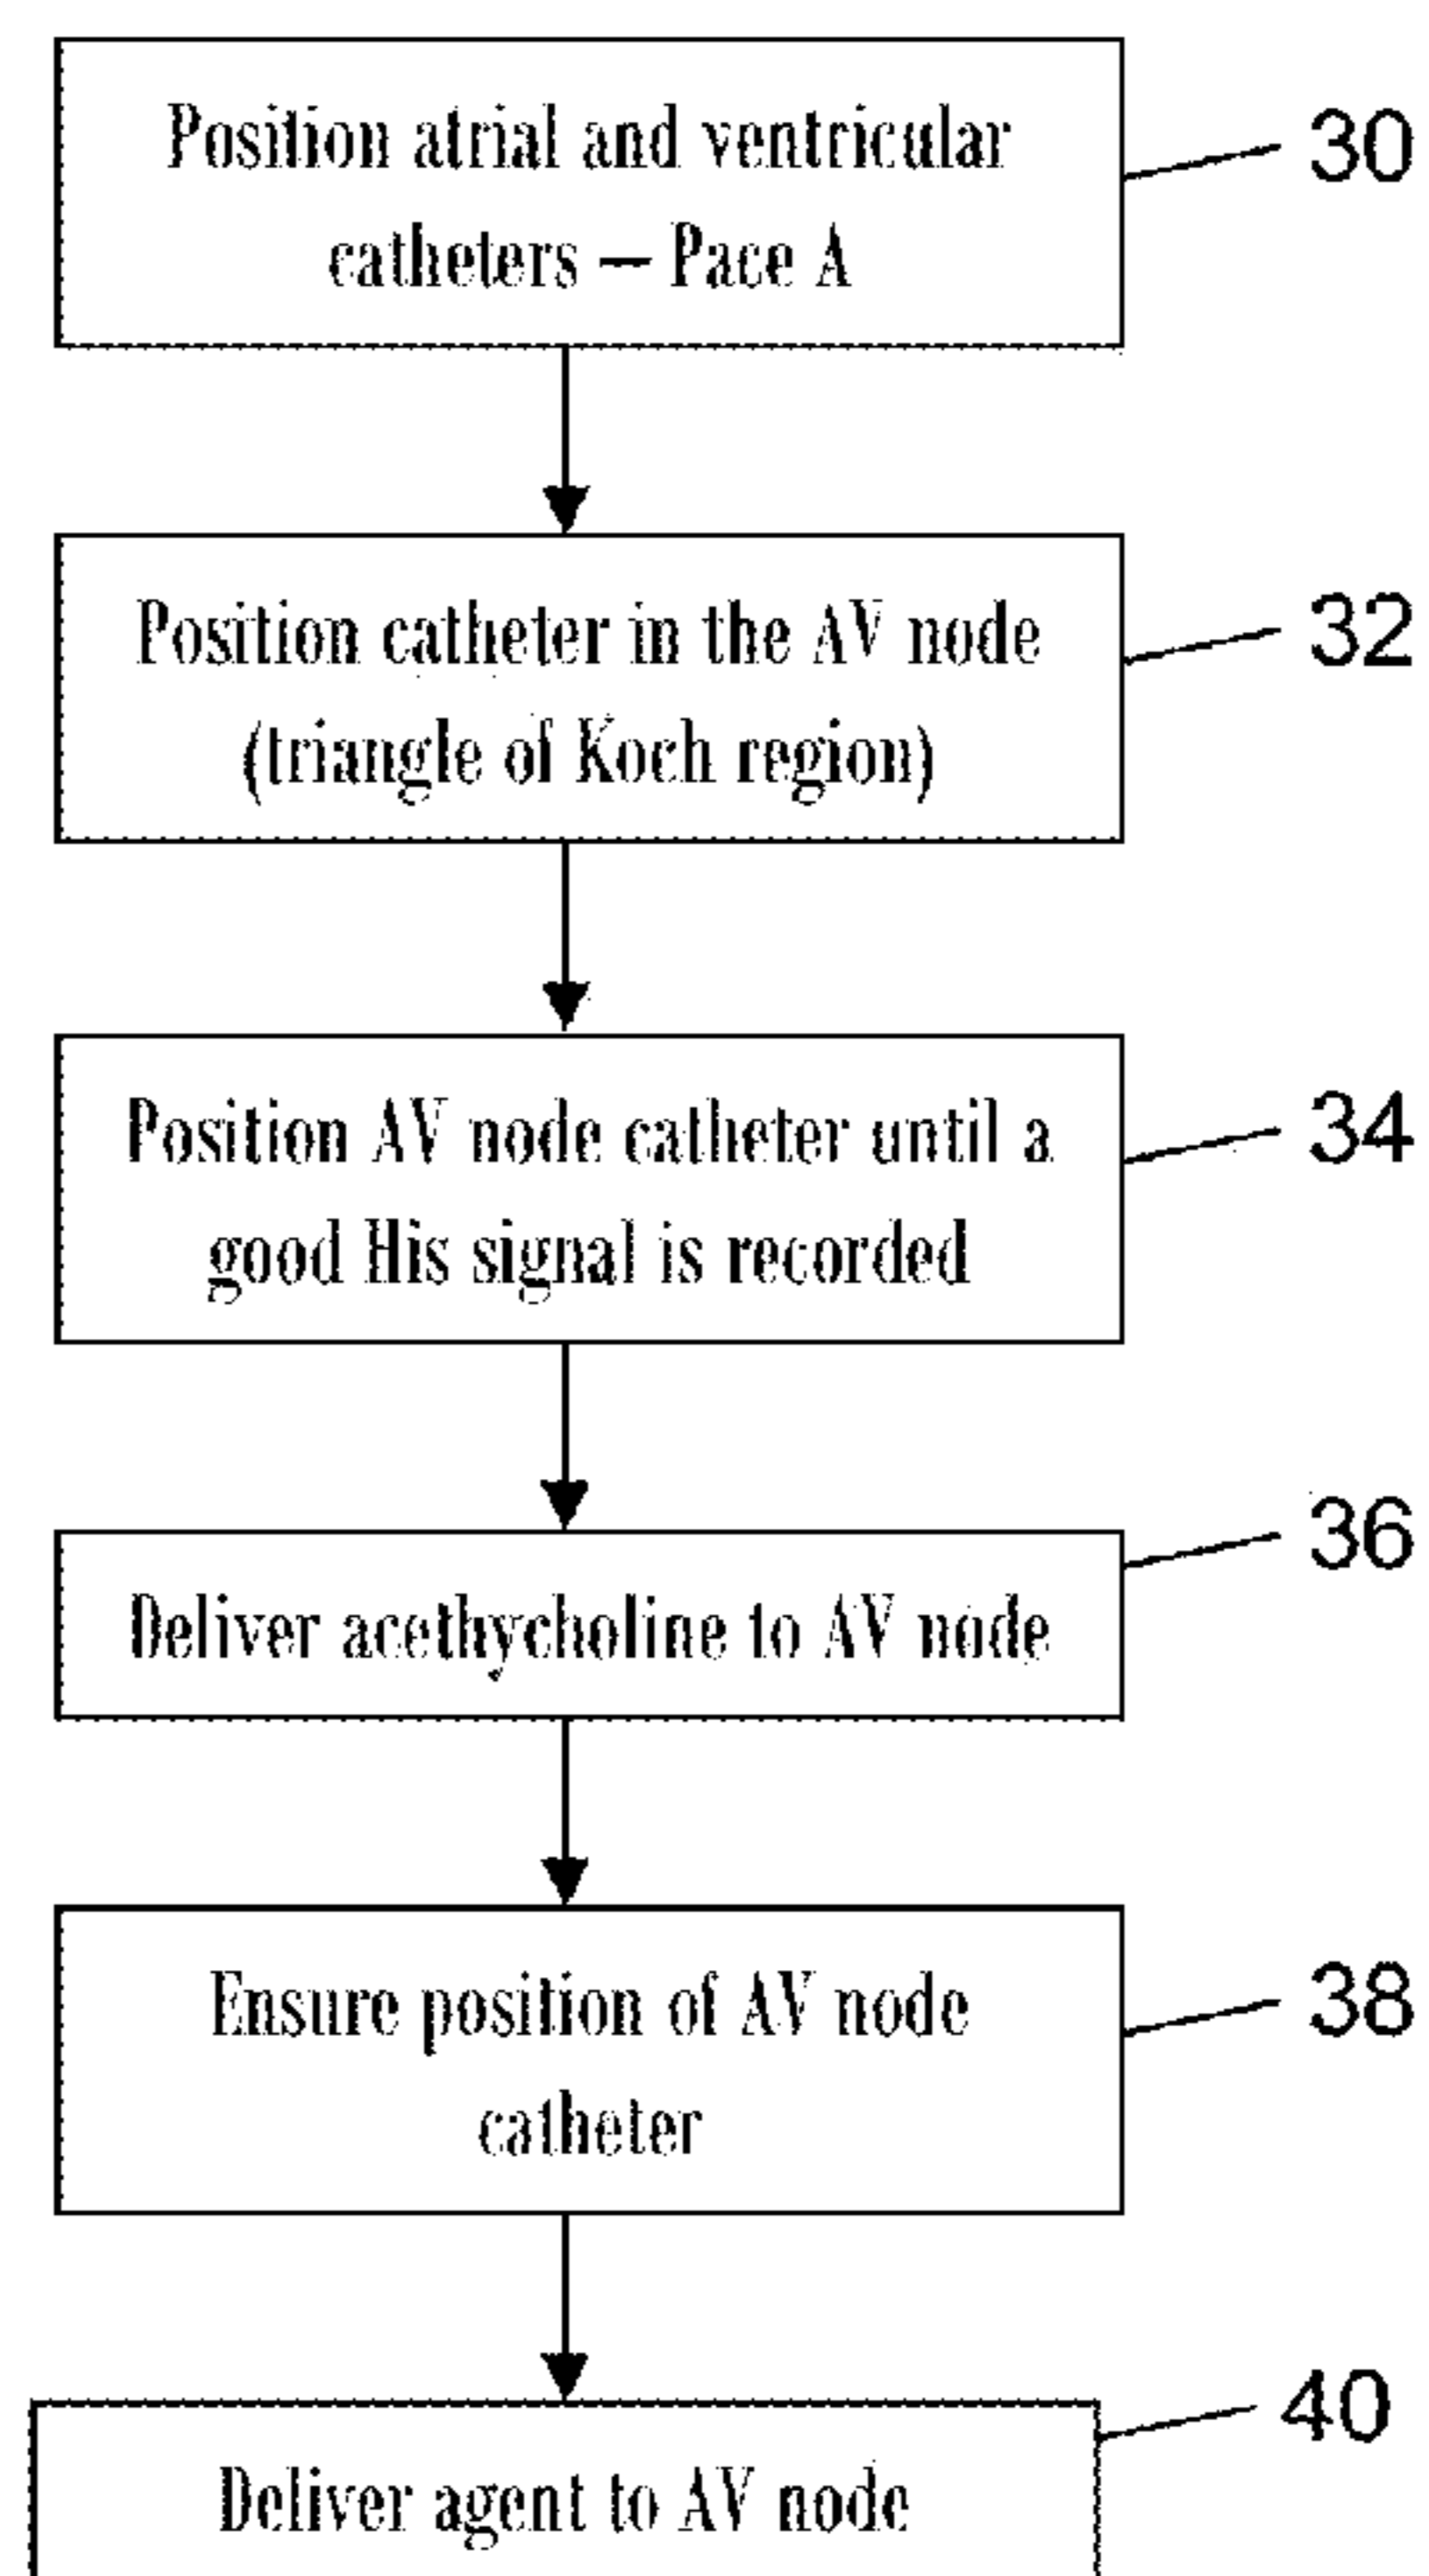 Position atrial and ventricular
catheters – Pace A
30
Position catheter in the AV node
(triangle of Koch region)
32
Position AV node catheter until a
good His signal is recorded
34
Deliver acethycholine to AV node
36
Ensure position of AV node
catheter
38
Deliver agent to AV node
40